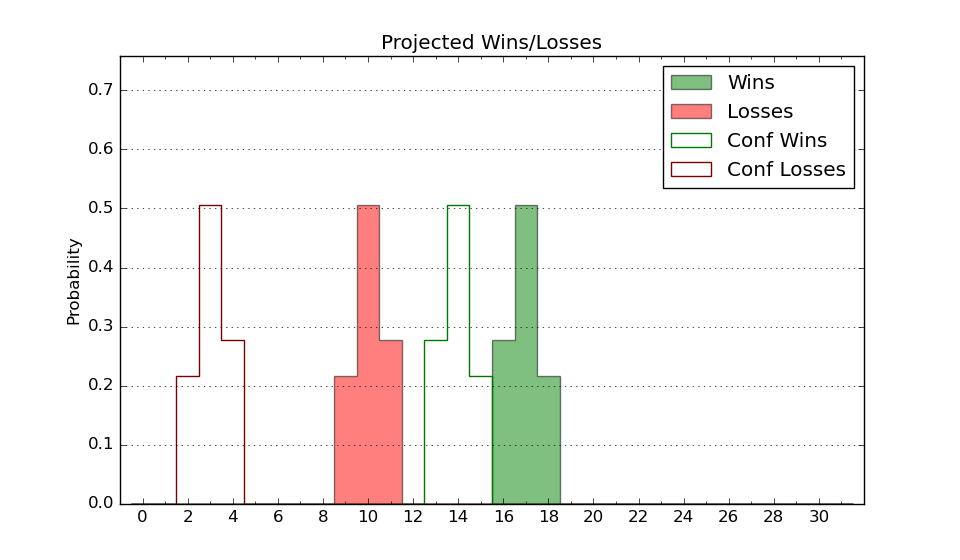 Projected Wins/Losses
Wins
Losses
Conf Wins
Conf Losses
Probability
0.7
0.6
0.5
0.4
0.3
0.2
0.1
0.0
0 2 4 6 8 10 12 14 16 18 20 22 24 26 28 30